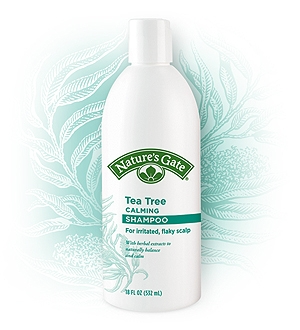 Nature's Gate®
Tea Tree
CALMING
SHAMPOO
For irritated, flaky scalp
With herbal extracts to
naturally balance
and calm
18 FL OZ (532 mL)